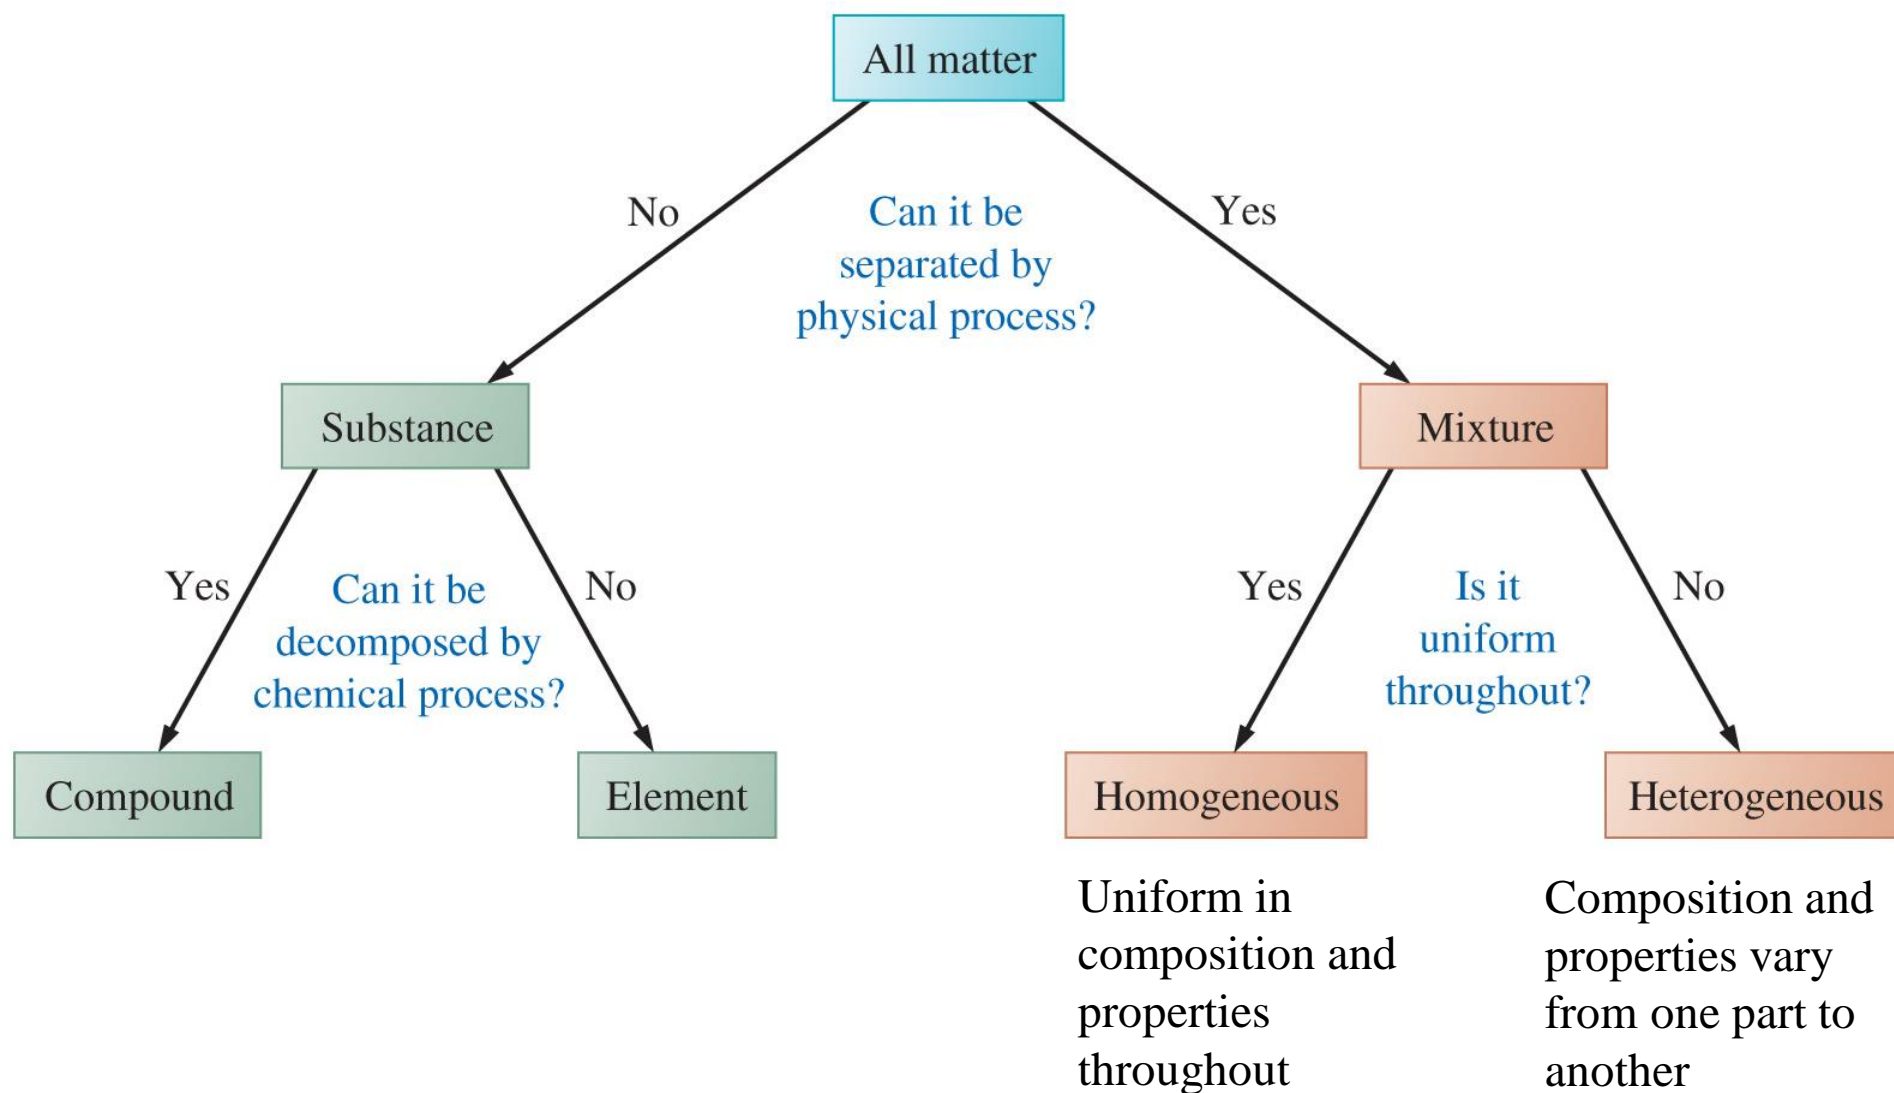 All matter
No
Can it be
separated by
physical process?
Yes
Substance
Mixture
Yes
Can it be
decomposed by
chemical process?
No
Yes
Is it
uniform
throughout?
No
Compound
Element
Homogeneous
Heterogeneous
Uniform in
composition and
properties
throughout
Composition and
properties vary
from one part to
another